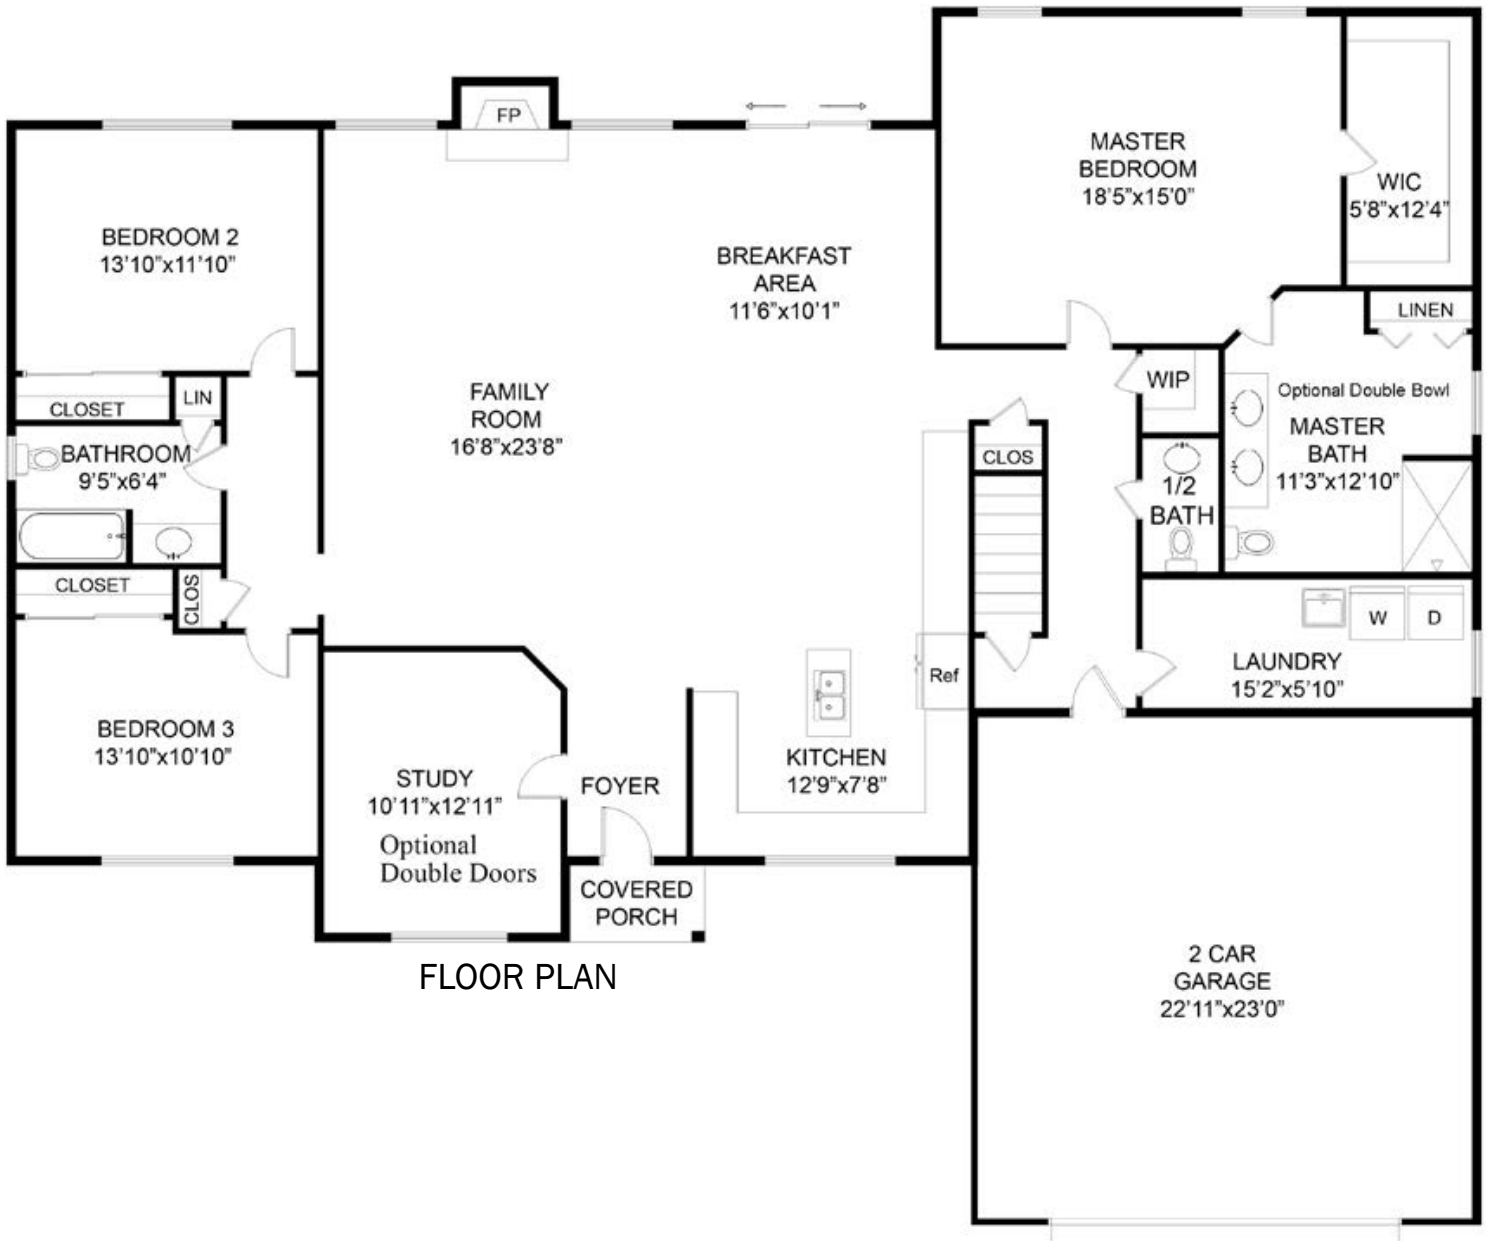 FP
MASTER
BEDROOM
18'5"x15'0"
WIC
5'8"x12'4"
BEDROOM 2
13'10"x11'10"
BREAKFAST
AREA
11'6"x10'1"
LINEN
WIP
Optional Double Bowl
MASTER
BATH
11'3"x12'10"
FAMILY
ROOM
16'8"x23'8"
CLOSET
LIN
BATHROOM
9'5"x6'4"
CLOS
1/2
BATH
CLOSET
CLOS
W
D
LAUNDRY
15'2"x5'10"
Ref
BEDROOM 3
13'10"x10'10"
STUDY
10'11"x12'11"
Optional
Double Doors
FOYER
KITCHEN
12'9"x7'8"
COVERED
PORCH
FLOOR PLAN
2 CAR
GARAGE
22'11"x23'0"